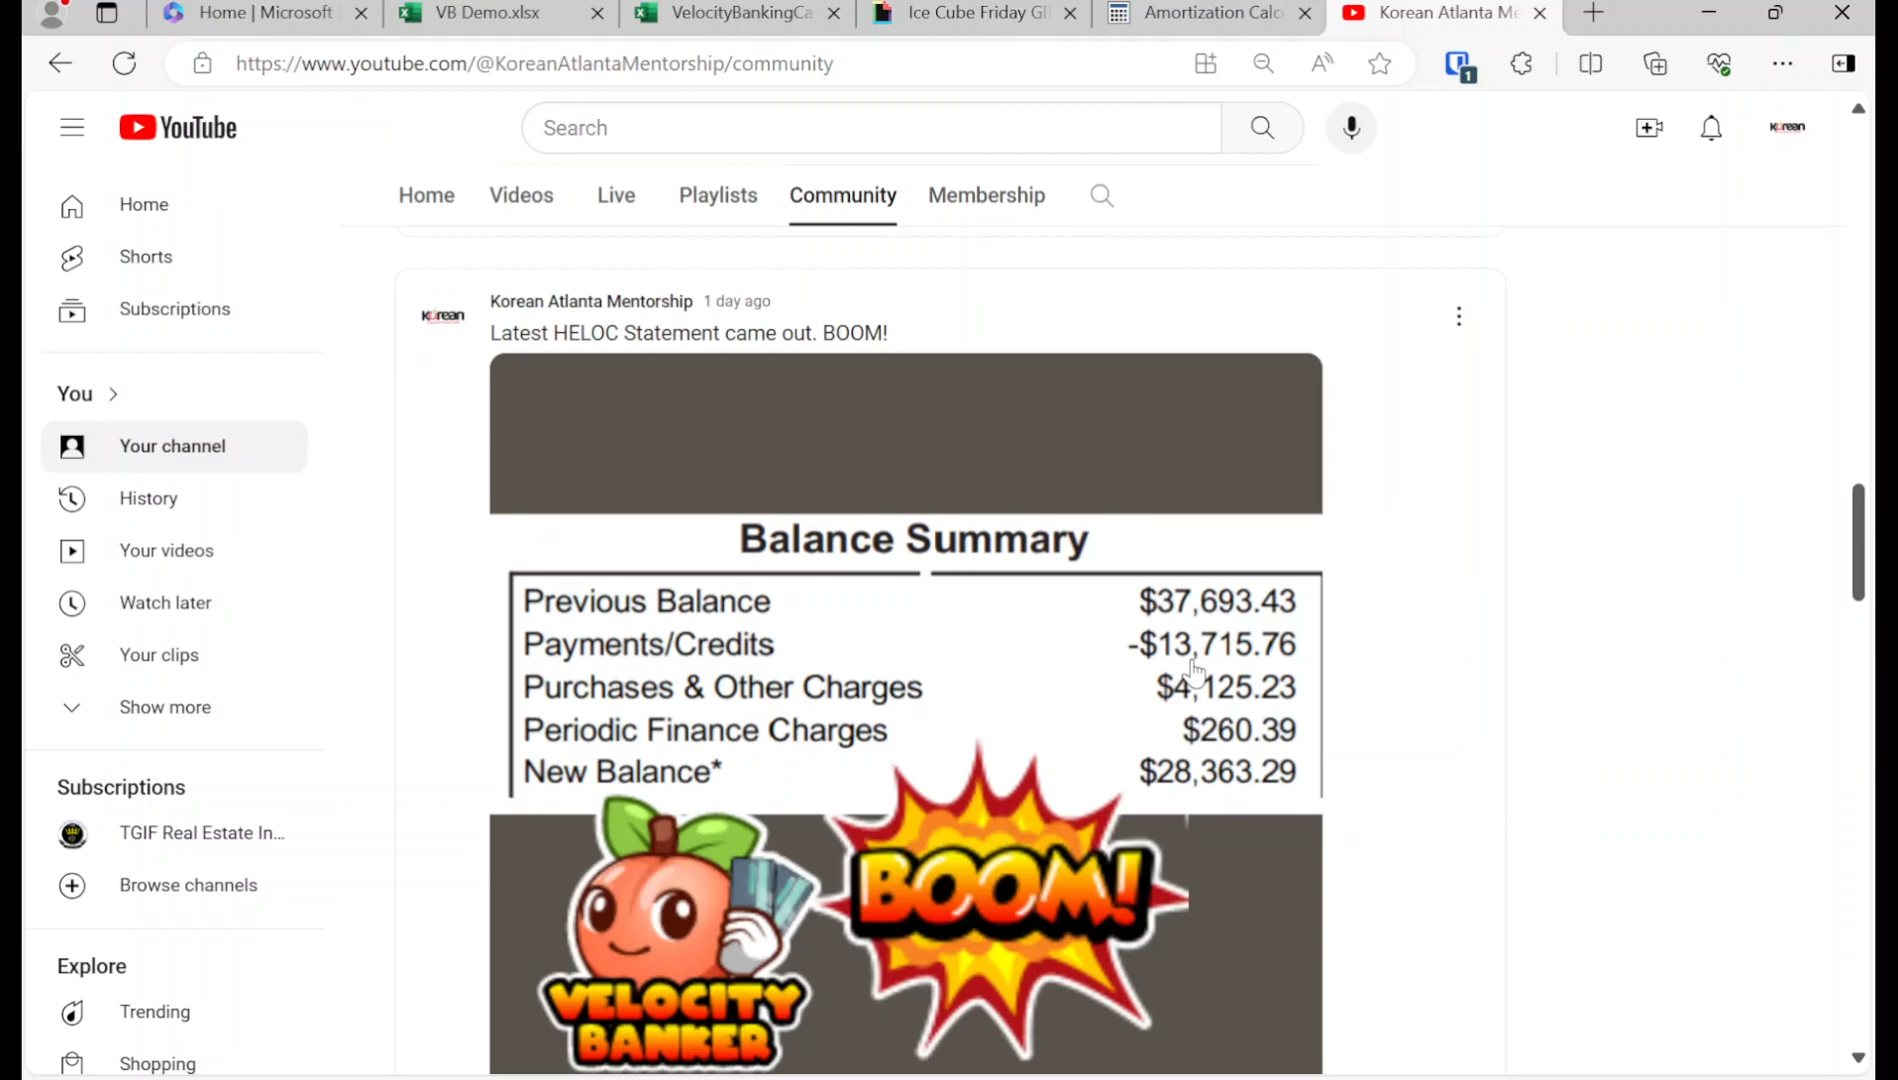 Home | Microsoft
VB Demo.xlsx
VelocityBankingCa
Ice Cube Friday GI
Amortization Calc
Korean Atlanta Me
https://www.youtube.com/@KoreanAtlantaMentorship/community
1
YouTube
Search
Korean
Home
Videos
Live
Playlists
Community
Membership
Home
Shorts
Subscriptions
You
Your channel
History
Your videos
Watch later
Your clips
Show more
Subscriptions
TGIF Real Estate In...
Browse channels
Explore
Trending
Shopping
Korean
Korean Atlanta Mentorship 1 day ago
Latest HELOC Statement came out. BOOM!
Balance Summary
Previous Balance $37,693.43
Payments/Credits -$13,715.76
Purchases & Other Charges $4,125.23
Periodic Finance Charges $260.39
New Balance* $28,363.29
BOOM!
VELOCITY
BANKER